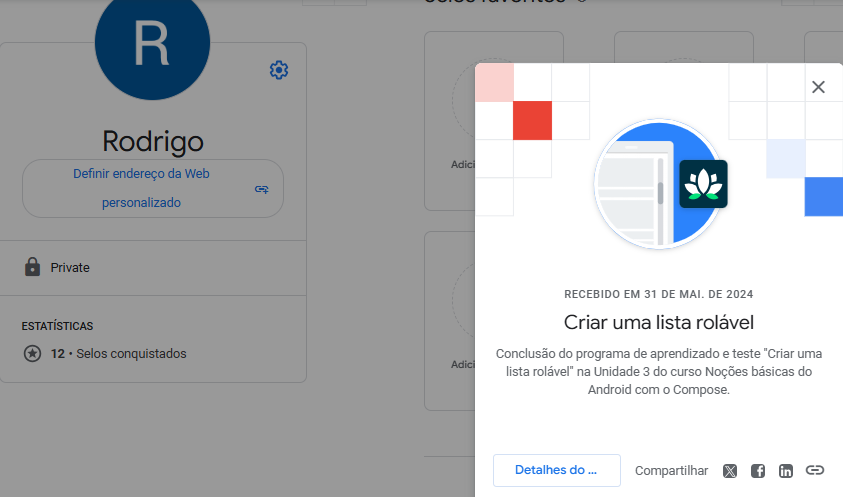 R
Rodrigo
Definir endereço da Web
personalizado
Private
ESTATÍSTICAS
12 • Selos conquistados
favoritos
Adici
Adici
RECEBIDO EM 31 DE MAI. DE 2024
Criar uma lista rolável
Conclusão do programa de aprendizado e teste "Criar uma
lista rolável" na Unidade 3 do curso Noções básicas do
Android com o Compose.
Detalhes do ...
Compartilhar